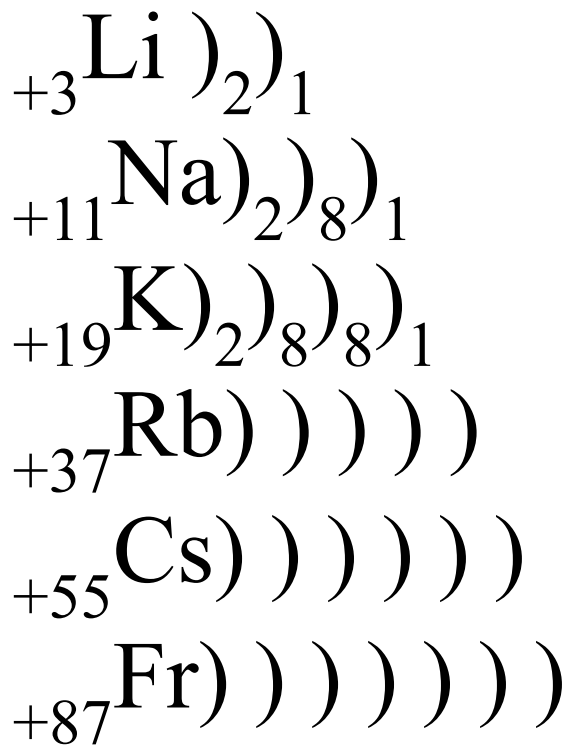 +3Li )2)1
+11Na)2)8)1
+19K)2)8)8)1
+37Rb) ) ) ) )
+55Cs) ) ) ) ) )
+87Fr) ) ) ) ) ) )